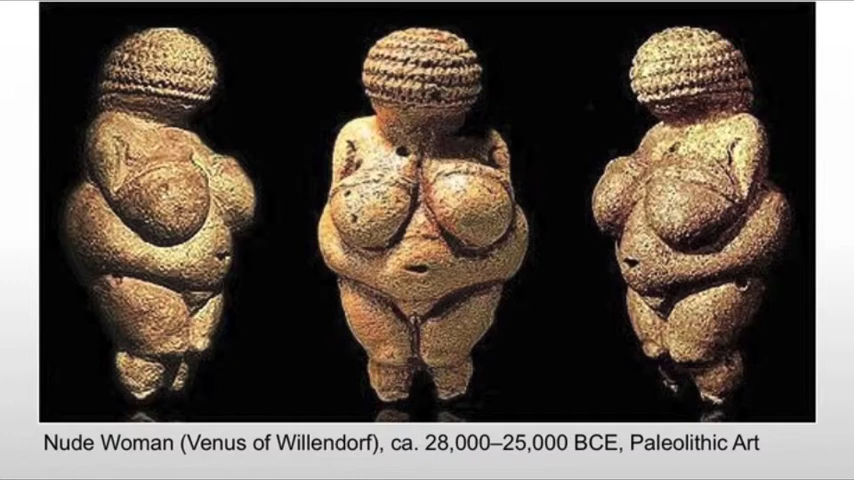 Nude Woman (Venus of Willendorf), ca. 28,000–25,000 BCE, Paleolithic Art